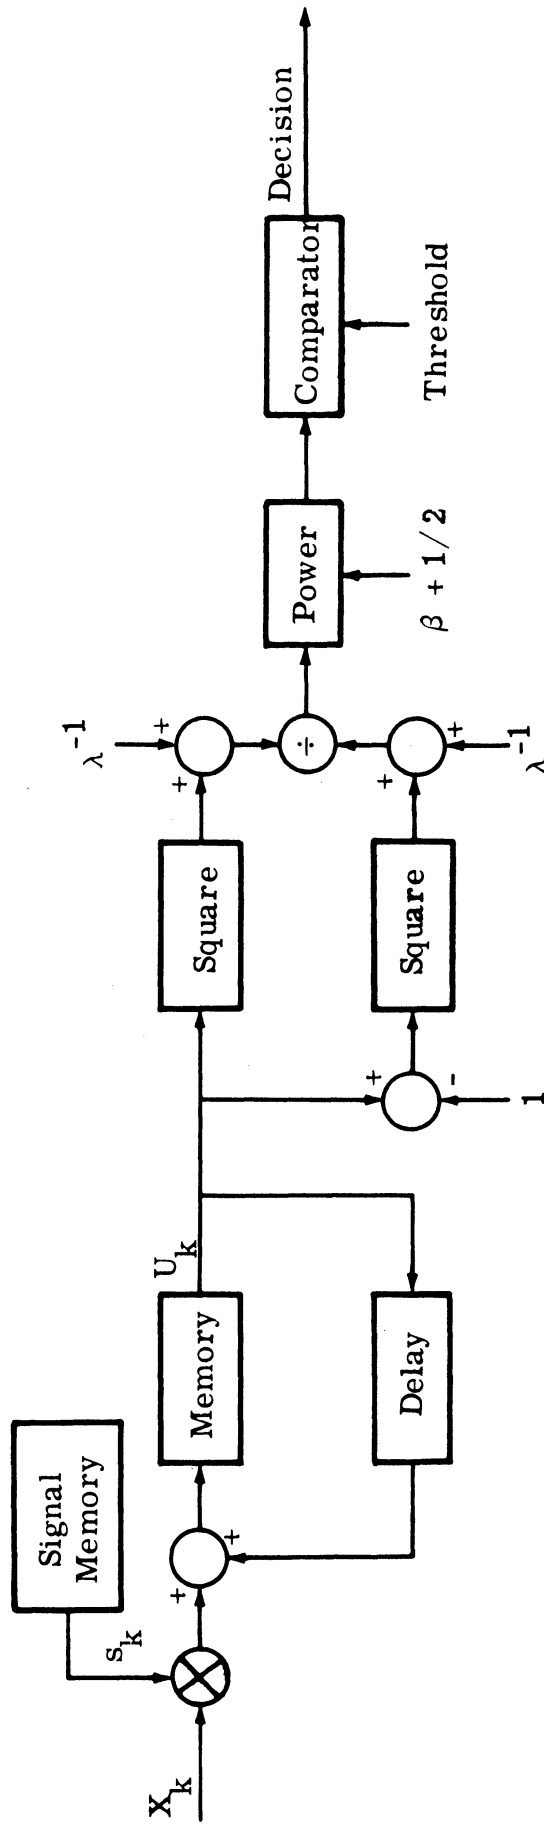 X_k
s_k
Signal
Memory
+
+
Memory
U_k
Delay
+
-
1
Square
Square
+
+
λ^-1
+
+
λ^-1
÷
Power
β + 1/2
Comparator
Threshold
Decision